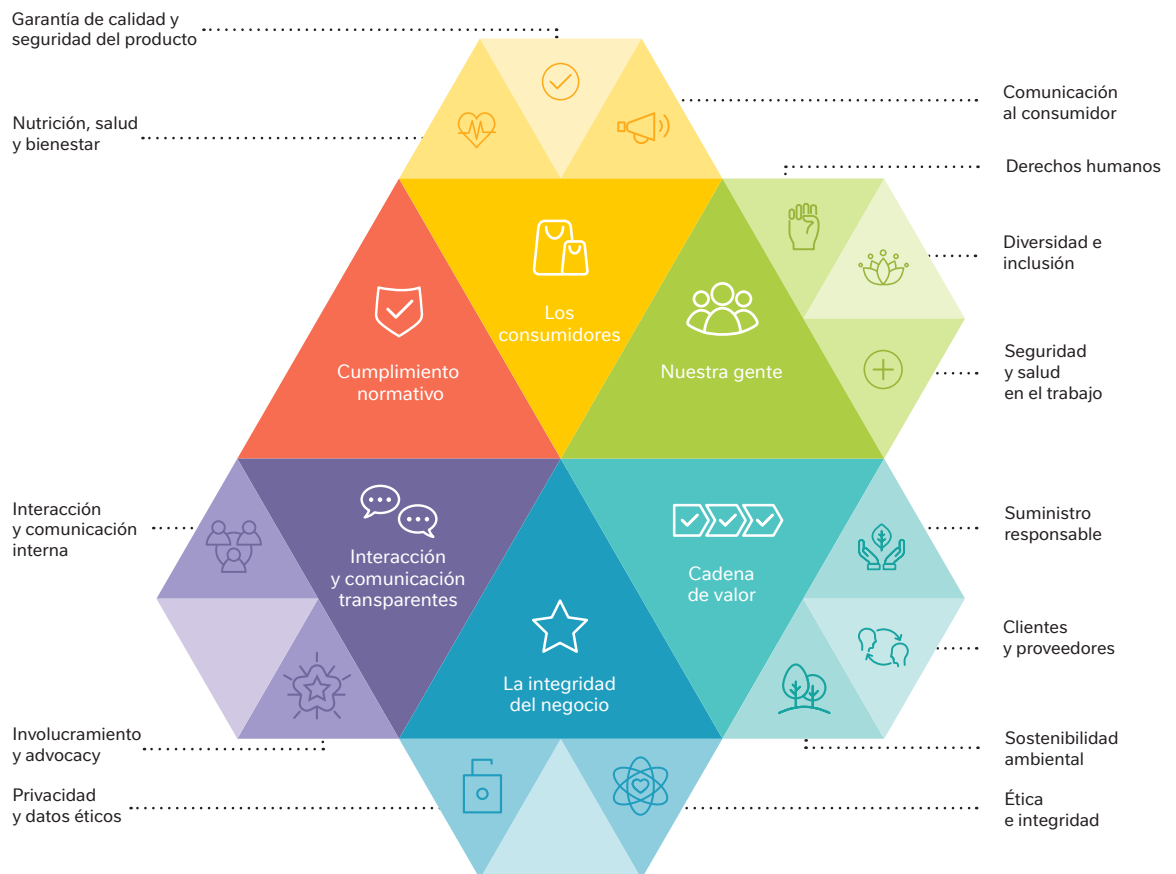 Garantía de calidad y
seguridad del producto
Nutrición, salud
y bienestar
Comunicación
al consumidor
Derechos humanos
Diversidad e
inclusión
Los
consumidores
Cumplimiento
normativo
Nuestra gente
Seguridad
y salud
en el trabajo
Interacción
y comunicación
interna
Interacción
y comunicación
transparentes
Cadena
de valor
Suministro
responsable
Clientes
y proveedores
La integridad
del negocio
Involucramiento
y advocacy
Sostenibilidad
ambiental
Privacidad
y datos éticos
Ética
e integridad